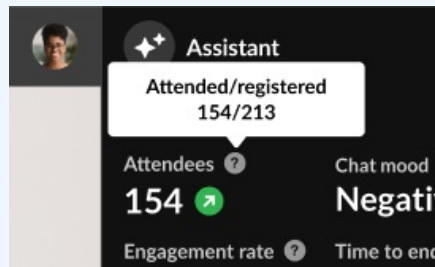 Assistant
Attended/registered
154/213
Attendees ?
Chat mood
154
Engagement rate ?
Time to